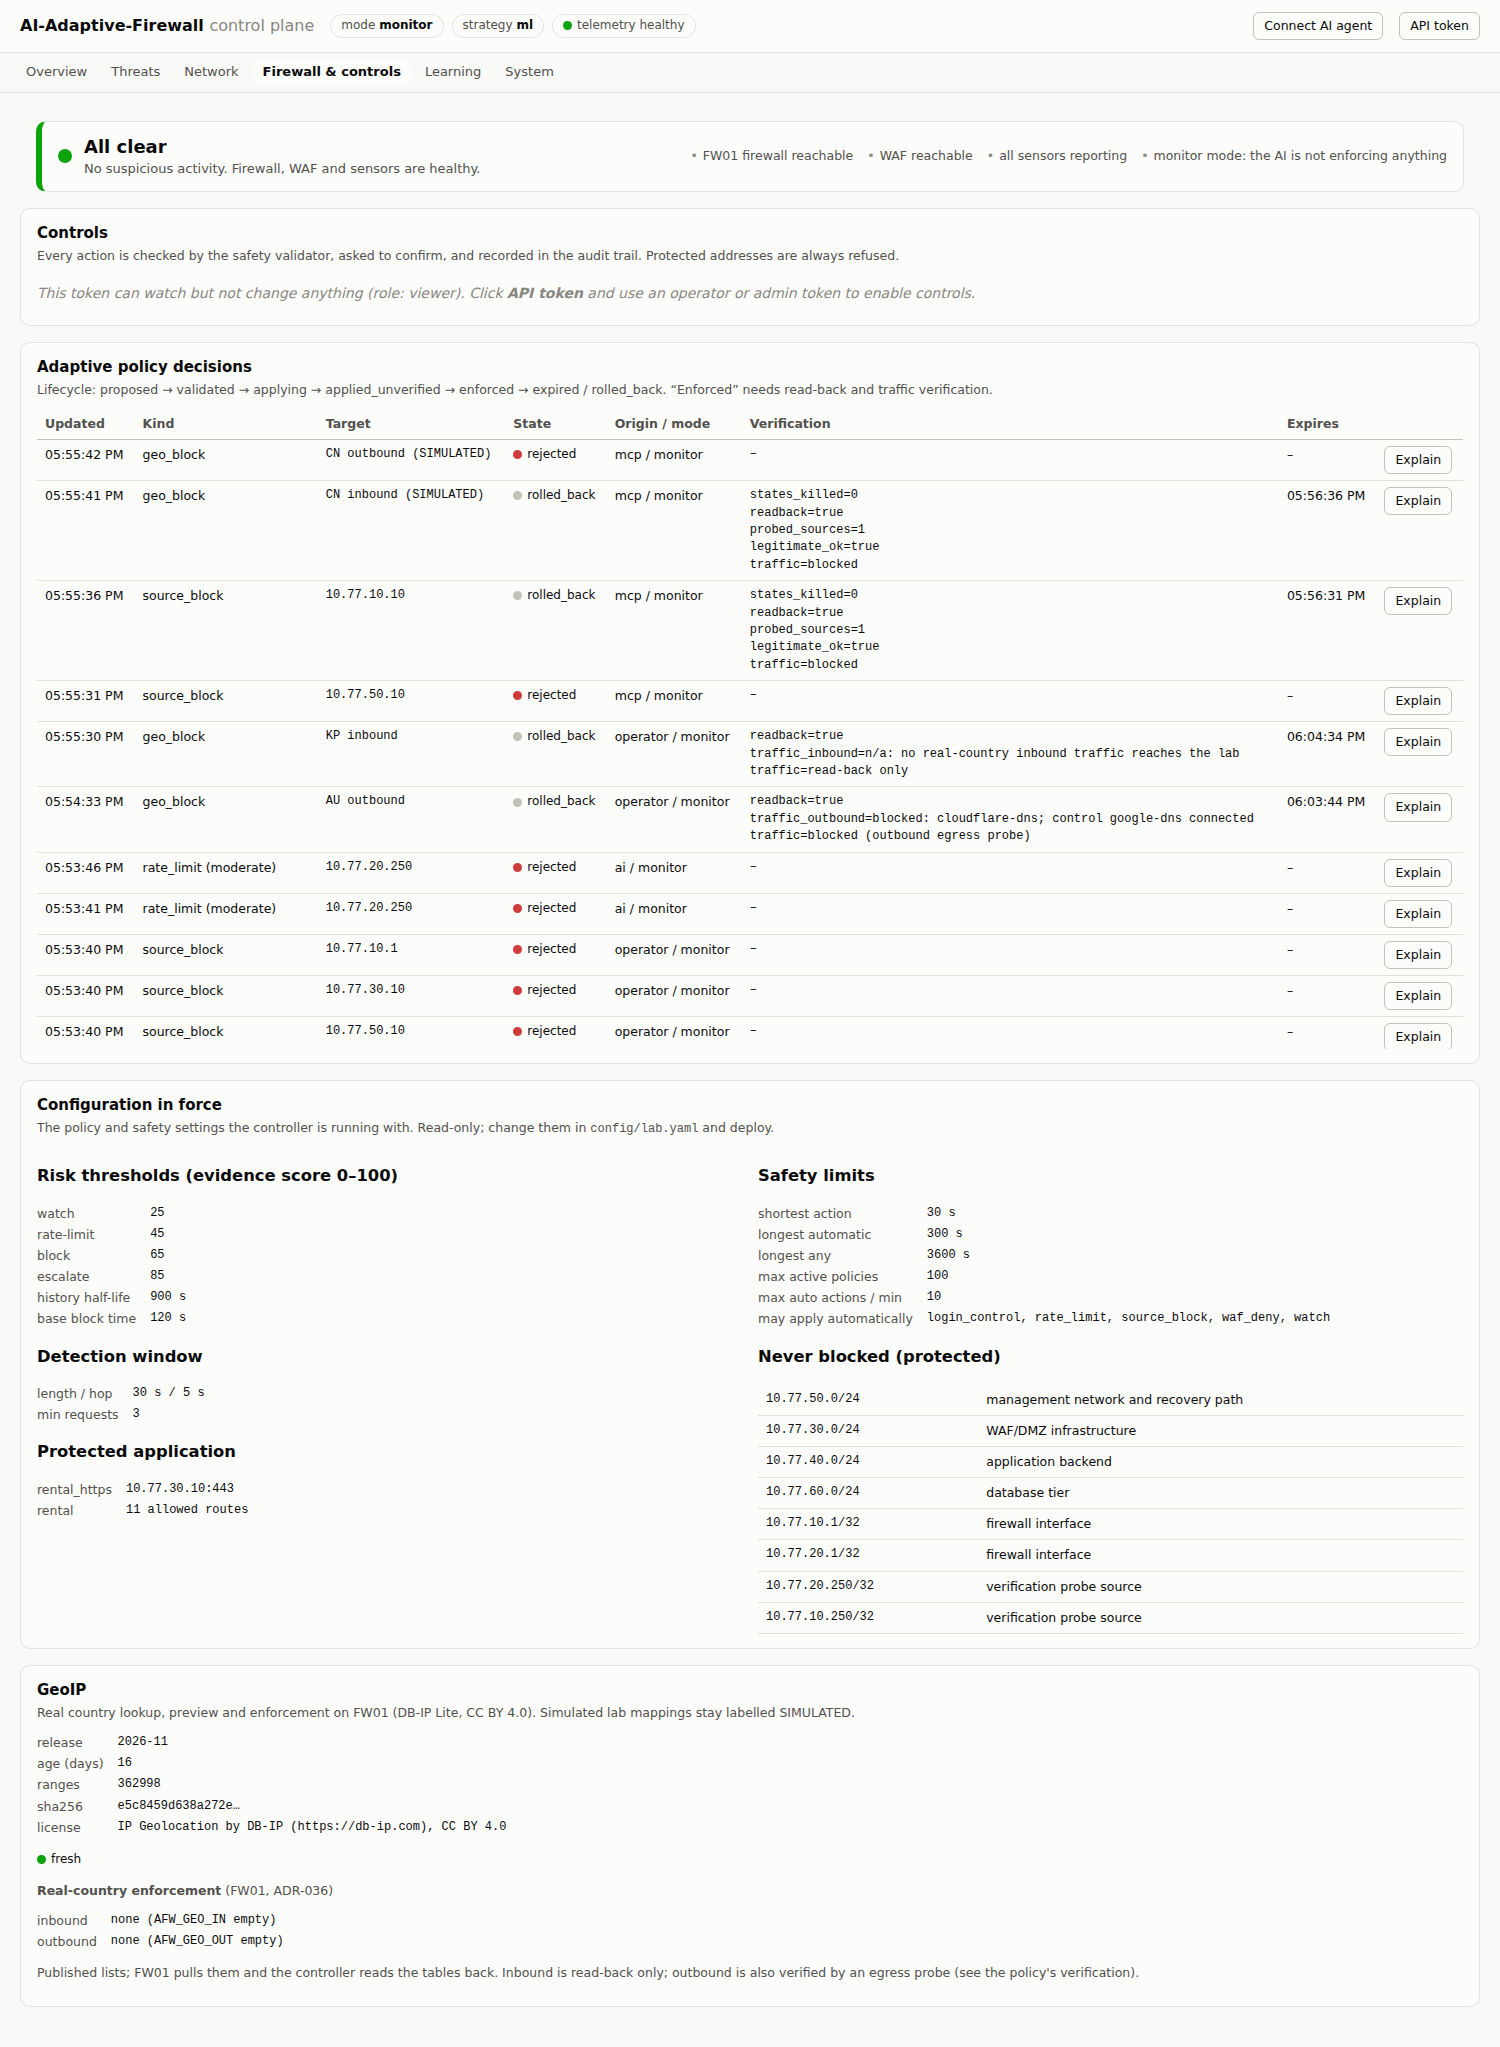 AI-Adaptive-Firewall control plane mode monitor strategy ml telemetry healthy Connect AI agent API token
Overview Threats Network Firewall & controls Learning System
All clear
No suspicious activity. Firewall, WAF and sensors are healthy.
• FW01 firewall reachable • WAF reachable • all sensors reporting • monitor mode: the AI is not enforcing anything
Controls
Every action is checked by the safety validator, asked to confirm, and recorded in the audit trail. Protected addresses are always refused.
This token can watch but not change anything (role: viewer). Click API token and use an operator or admin token to enable controls.
Adaptive policy decisions
Lifecycle: proposed → validated → applying → applied_unverified → enforced → expired / rolled_back. “Enforced” needs read-back and traffic verification.
Updated Kind Target State Origin / mode Verification Expires
05:55:42 PM geo_block CN outbound (SIMULATED) rejected mcp / monitor – – Explain
05:55:41 PM geo_block CN inbound (SIMULATED) rolled_back mcp / monitor states_killed=0 05:56:36 PM Explain
readback=true
probed_sources=1
legitimate_ok=true
traffic=blocked
05:55:36 PM source_block 10.77.10.10 rolled_back mcp / monitor states_killed=0 05:56:31 PM Explain
readback=true
probed_sources=1
legitimate_ok=true
traffic=blocked
05:55:31 PM source_block 10.77.50.10 rejected mcp / monitor – – Explain
05:55:30 PM geo_block KP inbound rolled_back operator / monitor readback=true 06:04:34 PM Explain
traffic_inbound=n/a: no real-country inbound traffic reaches the lab
traffic=read-back only
05:54:33 PM geo_block AU outbound rolled_back operator / monitor readback=true 06:03:44 PM Explain
traffic_outbound=blocked: cloudflare-dns; control google-dns connected
traffic=blocked (outbound egress probe)
05:53:46 PM rate_limit (moderate) 10.77.20.250 rejected ai / monitor – – Explain
05:53:41 PM rate_limit (moderate) 10.77.20.250 rejected ai / monitor – – Explain
05:53:40 PM source_block 10.77.10.1 rejected operator / monitor – – Explain
05:53:40 PM source_block 10.77.30.10 rejected operator / monitor – – Explain
05:53:40 PM source_block 10.77.50.10 rejected operator / monitor – – Explain
Configuration in force
The policy and safety settings the controller is running with. Read-only; change them in config/lab.yaml and deploy.
Risk thresholds (evidence score 0–100)
watch 25
rate-limit 45
block 65
escalate 85
history half-life 900 s
base block time 120 s
Detection window
length / hop 30 s / 5 s
min requests 3
Protected application
rental_https 10.77.30.10:443
rental 11 allowed routes
Safety limits
shortest action 30 s
longest automatic 300 s
longest any 3600 s
max active policies 100
max auto actions / min 10
may apply automatically login_control, rate_limit, source_block, waf_deny, watch
Never blocked (protected)
10.77.50.0/24 management network and recovery path
10.77.30.0/24 WAF/DMZ infrastructure
10.77.40.0/24 application backend
10.77.60.0/24 database tier
10.77.10.1/32 firewall interface
10.77.20.1/32 firewall interface
10.77.20.250/32 verification probe source
10.77.10.250/32 verification probe source
GeoIP
Real country lookup, preview and enforcement on FW01 (DB-IP Lite, CC BY 4.0). Simulated lab mappings stay labelled SIMULATED.
release 2026-11
age (days) 16
ranges 362998
sha256 e5c8459d638a272e…
license IP Geolocation by DB-IP (https://db-ip.com), CC BY 4.0
fresh
Real-country enforcement (FW01, ADR-036)
inbound none (AFW_GEO_IN empty)
outbound none (AFW_GEO_OUT empty)
Published lists; FW01 pulls them and the controller reads the tables back. Inbound is read-back only; outbound is also verified by an egress probe (see the policy's verification).